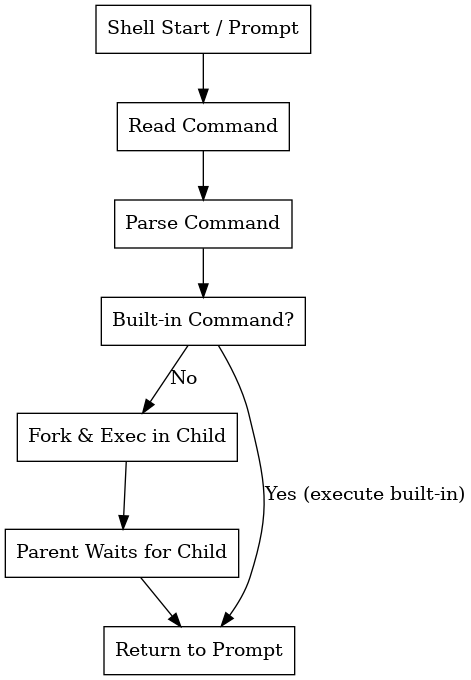 Shell Start / Prompt
Read Command
Parse Command
Built-in Command?
No
Fork & Exec in Child
Yes (execute built-in)
Parent Waits for Child
Return to Prompt